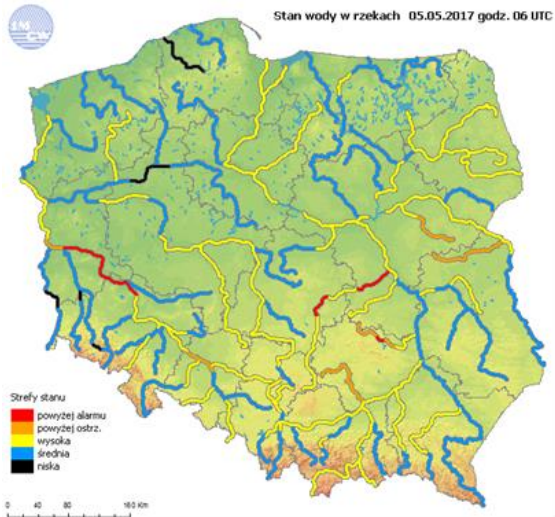 Stan wody w rzekach 05.05.2017 godz. 06 UTC
Strefy stanu
powyżej alarmu
powyżej ostrz.
wysoka
średnia
niska
0 40 80 160 Km